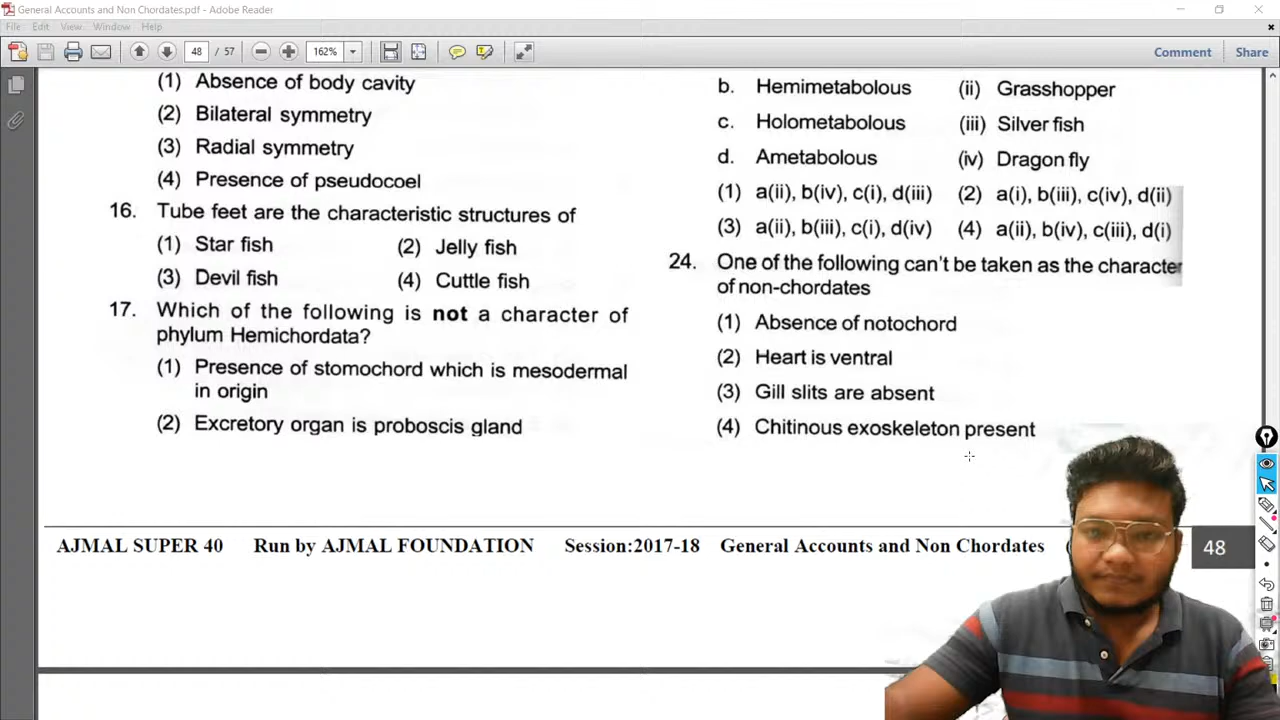 General Accounts and Non Chordates.pdf - Adobe Reader
File Edit View Window Help
48 / 57
162%
Comment
Share
(1) Absence of body cavity
(2) Bilateral symmetry
(3) Radial symmetry
(4) Presence of pseudocoel
16. Tube feet are the characteristic structures of
(1) Star fish (2) Jelly fish
(3) Devil fish (4) Cuttle fish
17. Which of the following is not a character of
phylum Hemichordata?
(1) Presence of stomochord which is mesodermal
in origin
(2) Excretory organ is proboscis gland
b. Hemimetabolous (ii) Grasshopper
c. Holometabolous (iii) Silver fish
d. Ametabolous (iv) Dragon fly
(1) a(ii), b(iv), c(i), d(iii) (2) a(i), b(iii), c(iv), d(ii)
(3) a(ii), b(iii), c(i), d(iv) (4) a(ii), b(iv), c(iii), d(i)
24. One of the following can't be taken as the character
of non-chordates
(1) Absence of notochord
(2) Heart is ventral
(3) Gill slits are absent
(4) Chitinous exoskeleton present
AJMAL SUPER 40 Run by AJMAL FOUNDATION Session:2017-18 General Accounts and Non Chordates
48